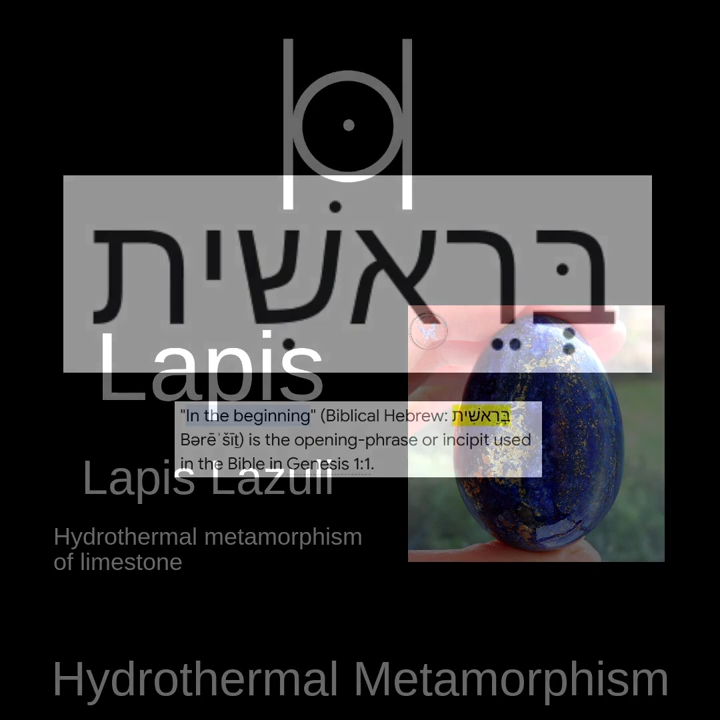 בְּרֵאשִׁית
Lapis
"In the beginning" (Biblical Hebrew: בְּרֵאשִׁית
Bərēʾšīṯ) is the opening-phrase or incipit used
in the Bible in Genesis 1:1.
Lapis Lazuli
Hydrothermal metamorphism
of limestone
Hydrothermal Metamorphism